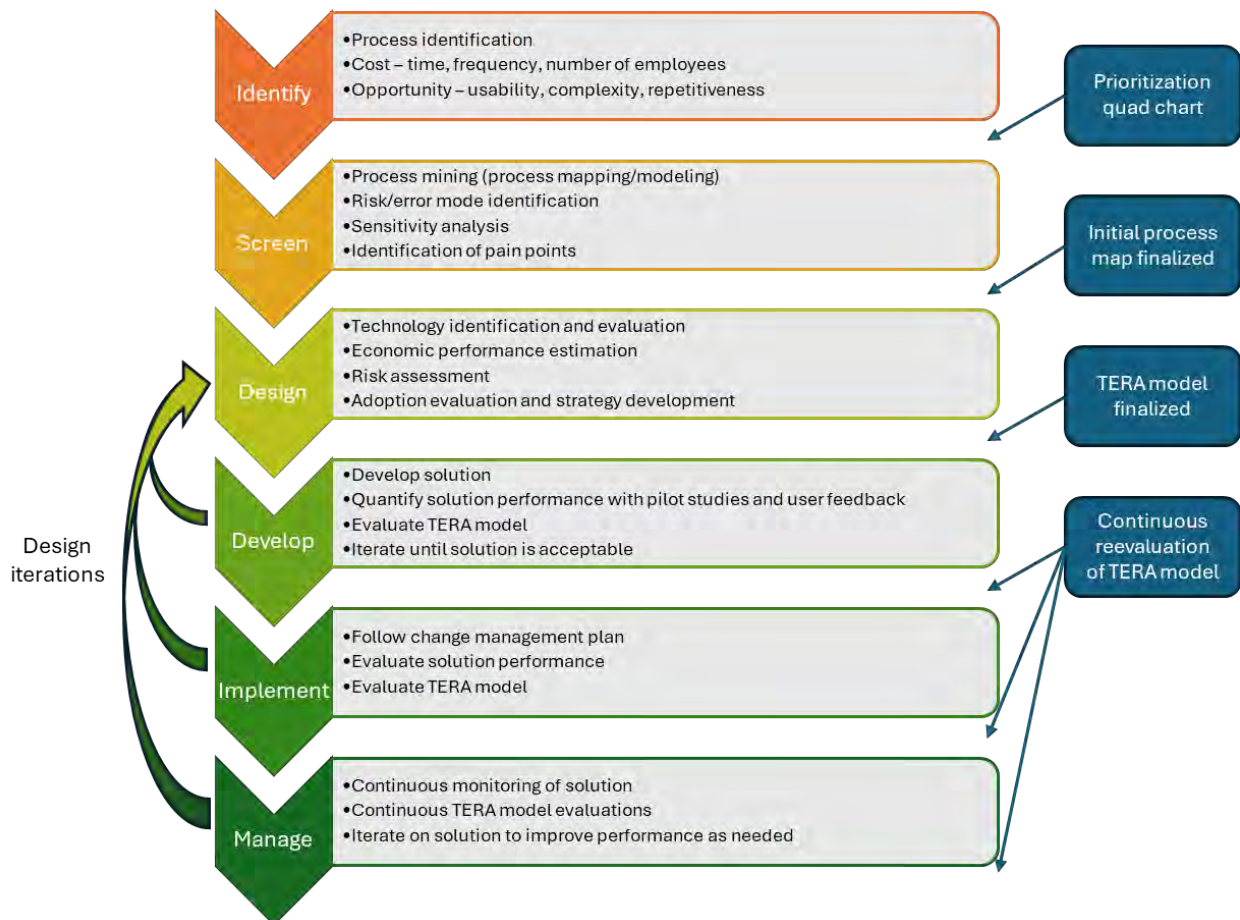 Identify
•Process identification
•Cost – time, frequency, number of employees
•Opportunity – usability, complexity, repetitiveness
Prioritization
quad chart
Screen
•Process mining (process mapping/modeling)
•Risk/error mode identification
•Sensitivity analysis
•Identification of pain points
Initial process
map finalized
Design
•Technology identification and evaluation
•Economic performance estimation
•Risk assessment
•Adoption evaluation and strategy development
TERA model
finalized
Develop
•Develop solution
•Quantify solution performance with pilot studies and user feedback
•Evaluate TERA model
•Iterate until solution is acceptable
Continuous
reevaluation
of TERA model
Design
iterations
Implement
•Follow change management plan
•Evaluate solution performance
•Evaluate TERA model
Manage
•Continuous monitoring of solution
•Continuous TERA model evaluations
•Iterate on solution to improve performance as needed